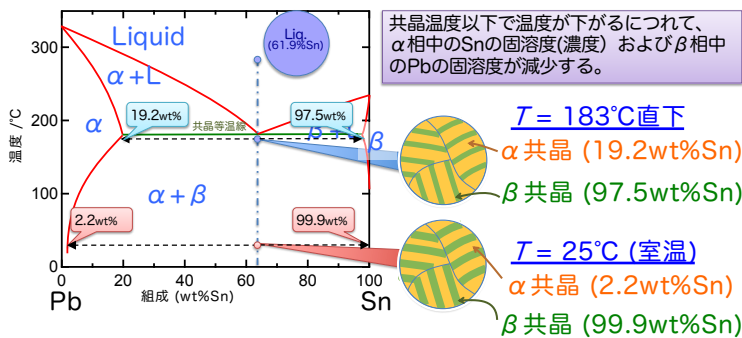 共晶温度以下で温度が下がるにつれて、
α相中のSnの固溶度(濃度）およびβ相中
のPbの固溶度が減少する。
300
200
100
0
温度 /℃
Liquid
Liq.
(61.9%Sn)
α+L
α
19.2wt%
共晶等温線
97.5wt%
β
α+β
2.2wt%
99.9wt%
0
20
40
60
80
100
Pb
組成 (wt%Sn)
Sn
T = 183℃直下
α共晶 (19.2wt%Sn)
β共晶 (97.5wt%Sn)
T = 25℃ (室温)
α共晶 (2.2wt%Sn)
β共晶 (99.9wt%Sn)